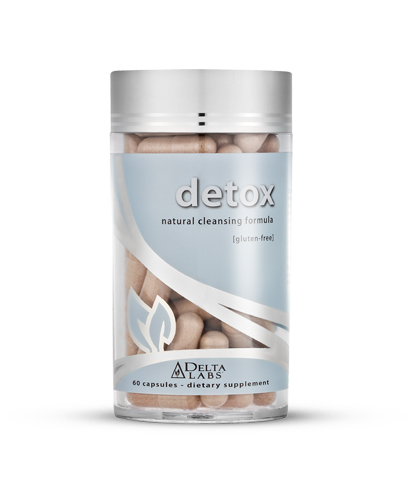 detox
natural cleansing formula
[gluten-free]
DELTA
LABS
60 capsules - dietary supplement